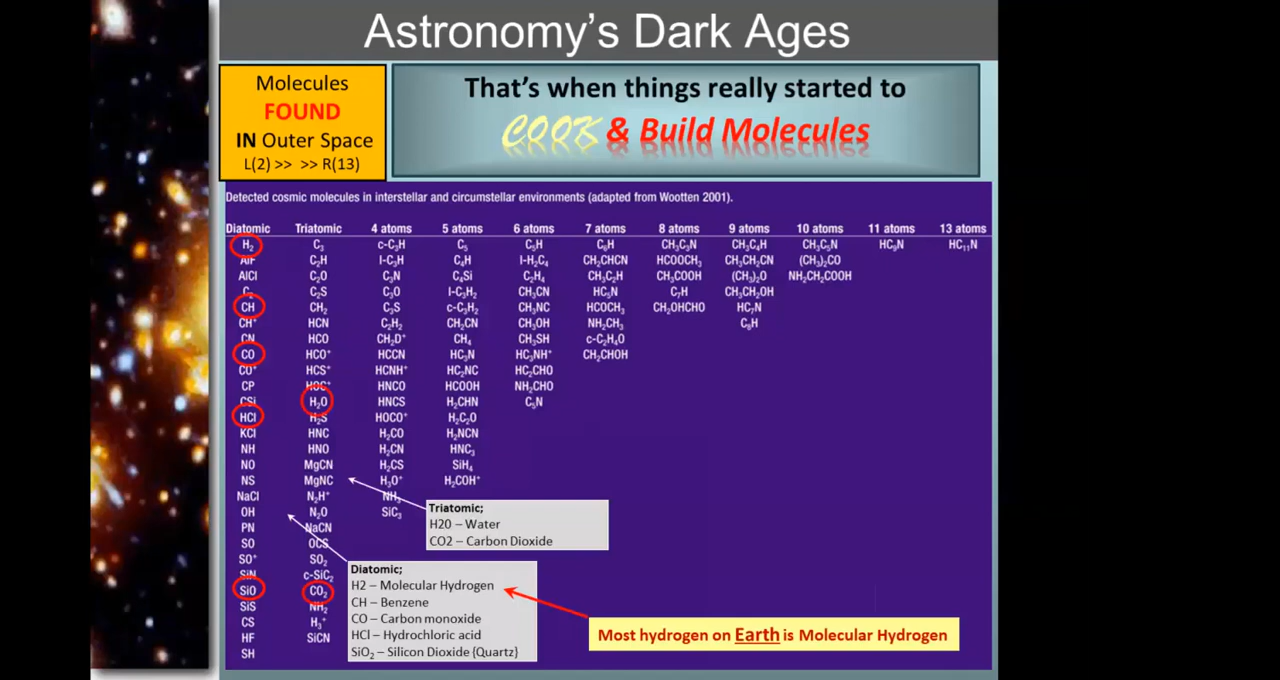 Astronomy's Dark Ages
Molecules
FOUND
IN Outer Space
L(2) >> >> R(13)
That's when things really started to
COOK & Build Molecules
Detected cosmic molecules in interstellar and circumstellar environments (adapted from Wootten 2001).
Diatomic Triatomic 4 atoms 5 atoms 6 atoms 7 atoms 8 atoms 9 atoms 10 atoms 11 atoms 13 atoms
H₂ C₃ c-C₃H C₅ C₅H C₆H CH₃C₃N CH₃C₄H CH₃C₅N HC₉N HC₁₁N
AlF C₂H l-C₃H C₄H l-H₂C₄ CH₂CHCN HCOOCH₃ CH₃CH₂CN (CH₃)₂CO
AlCl C₂O C₃N C₄Si C₂H₄ CH₃C₂H CH₃COOH (CH₃)₂O NH₂CH₂COOH
C₂ C₂S C₃O l-C₃H₂ CH₃CN HC₅N C₇H CH₃CH₂OH
CH CH₂ C₃S c-C₃H₂ CH₃NC HCOCH₃ CH₂OHCHO HC₇N
CH⁺ HCN C₂H₂ CH₂CN CH₃OH NH₂CH₃ C₈H
CN HCO CH₂D⁺ CH₄ CH₃SH c-C₂H₄O
CO HCO⁺ HCCN HC₃N HC₃NH⁺ CH₂CHOH
CO⁺ HCS⁺ HCNH⁺ HC₂NC HC₂CHO
CP HOC⁺ HNCO HCOOH NH₂CHO
CSi H₂O HNCS H₂CHN C₅N
HCl H₂S HOCO⁺ H₂C₂O
KCl HNC H₂CO H₂NCN
NH HNO H₂CN HNC₃
NO MgCN H₂CS SiH₄
NS MgNC H₃O⁺ H₂COH⁺
NaCl N₂H⁺ NH₃
OH N₂O SiC₃
PN NaCN
SO OCS
SO⁺ SO₂
SiN c-SiC₂
SiO CO₂
SiS NH₂
CS H₃⁺
HF SiCN
SH
Triatomic;
H20 – Water
CO2 – Carbon Dioxide
Diatomic;
H2 – Molecular Hydrogen
CH – Benzene
CO – Carbon monoxide
HCl – Hydrochloric acid
SiO₂ – Silicon Dioxide (Quartz)
Most hydrogen on Earth is Molecular Hydrogen